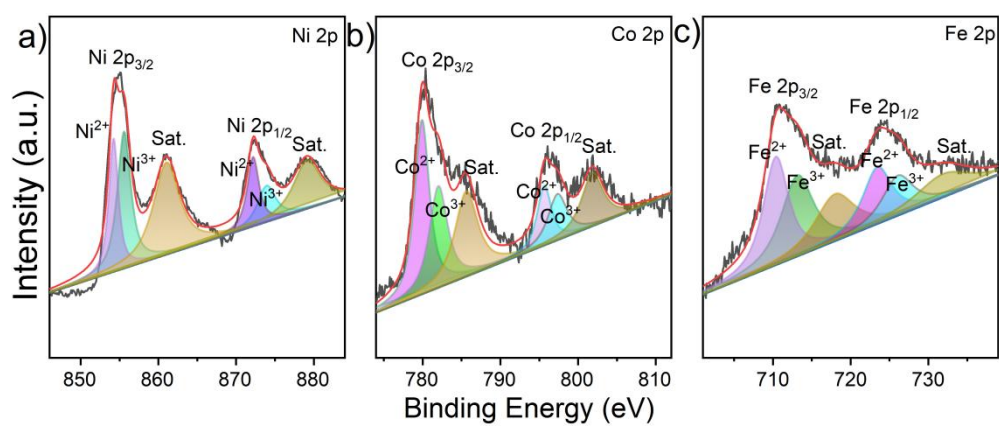 a)
Ni 2p
Ni 2p3/2
Ni2+
Ni3+
Sat.
Ni 2p1/2
Ni2+
Ni3+
Sat.
850
860
870
880
b)
Co 2p
Co 2p3/2
Co2+
Co3+
Sat.
Co 2p1/2
Co2+
Co3+
Sat.
780
790
800
810
c)
Fe 2p
Fe 2p3/2
Fe2+
Fe3+
Sat.
Fe 2p1/2
Fe2+
Fe3+
Sat.
710
720
730
Intensity (a.u.)
Binding Energy (eV)